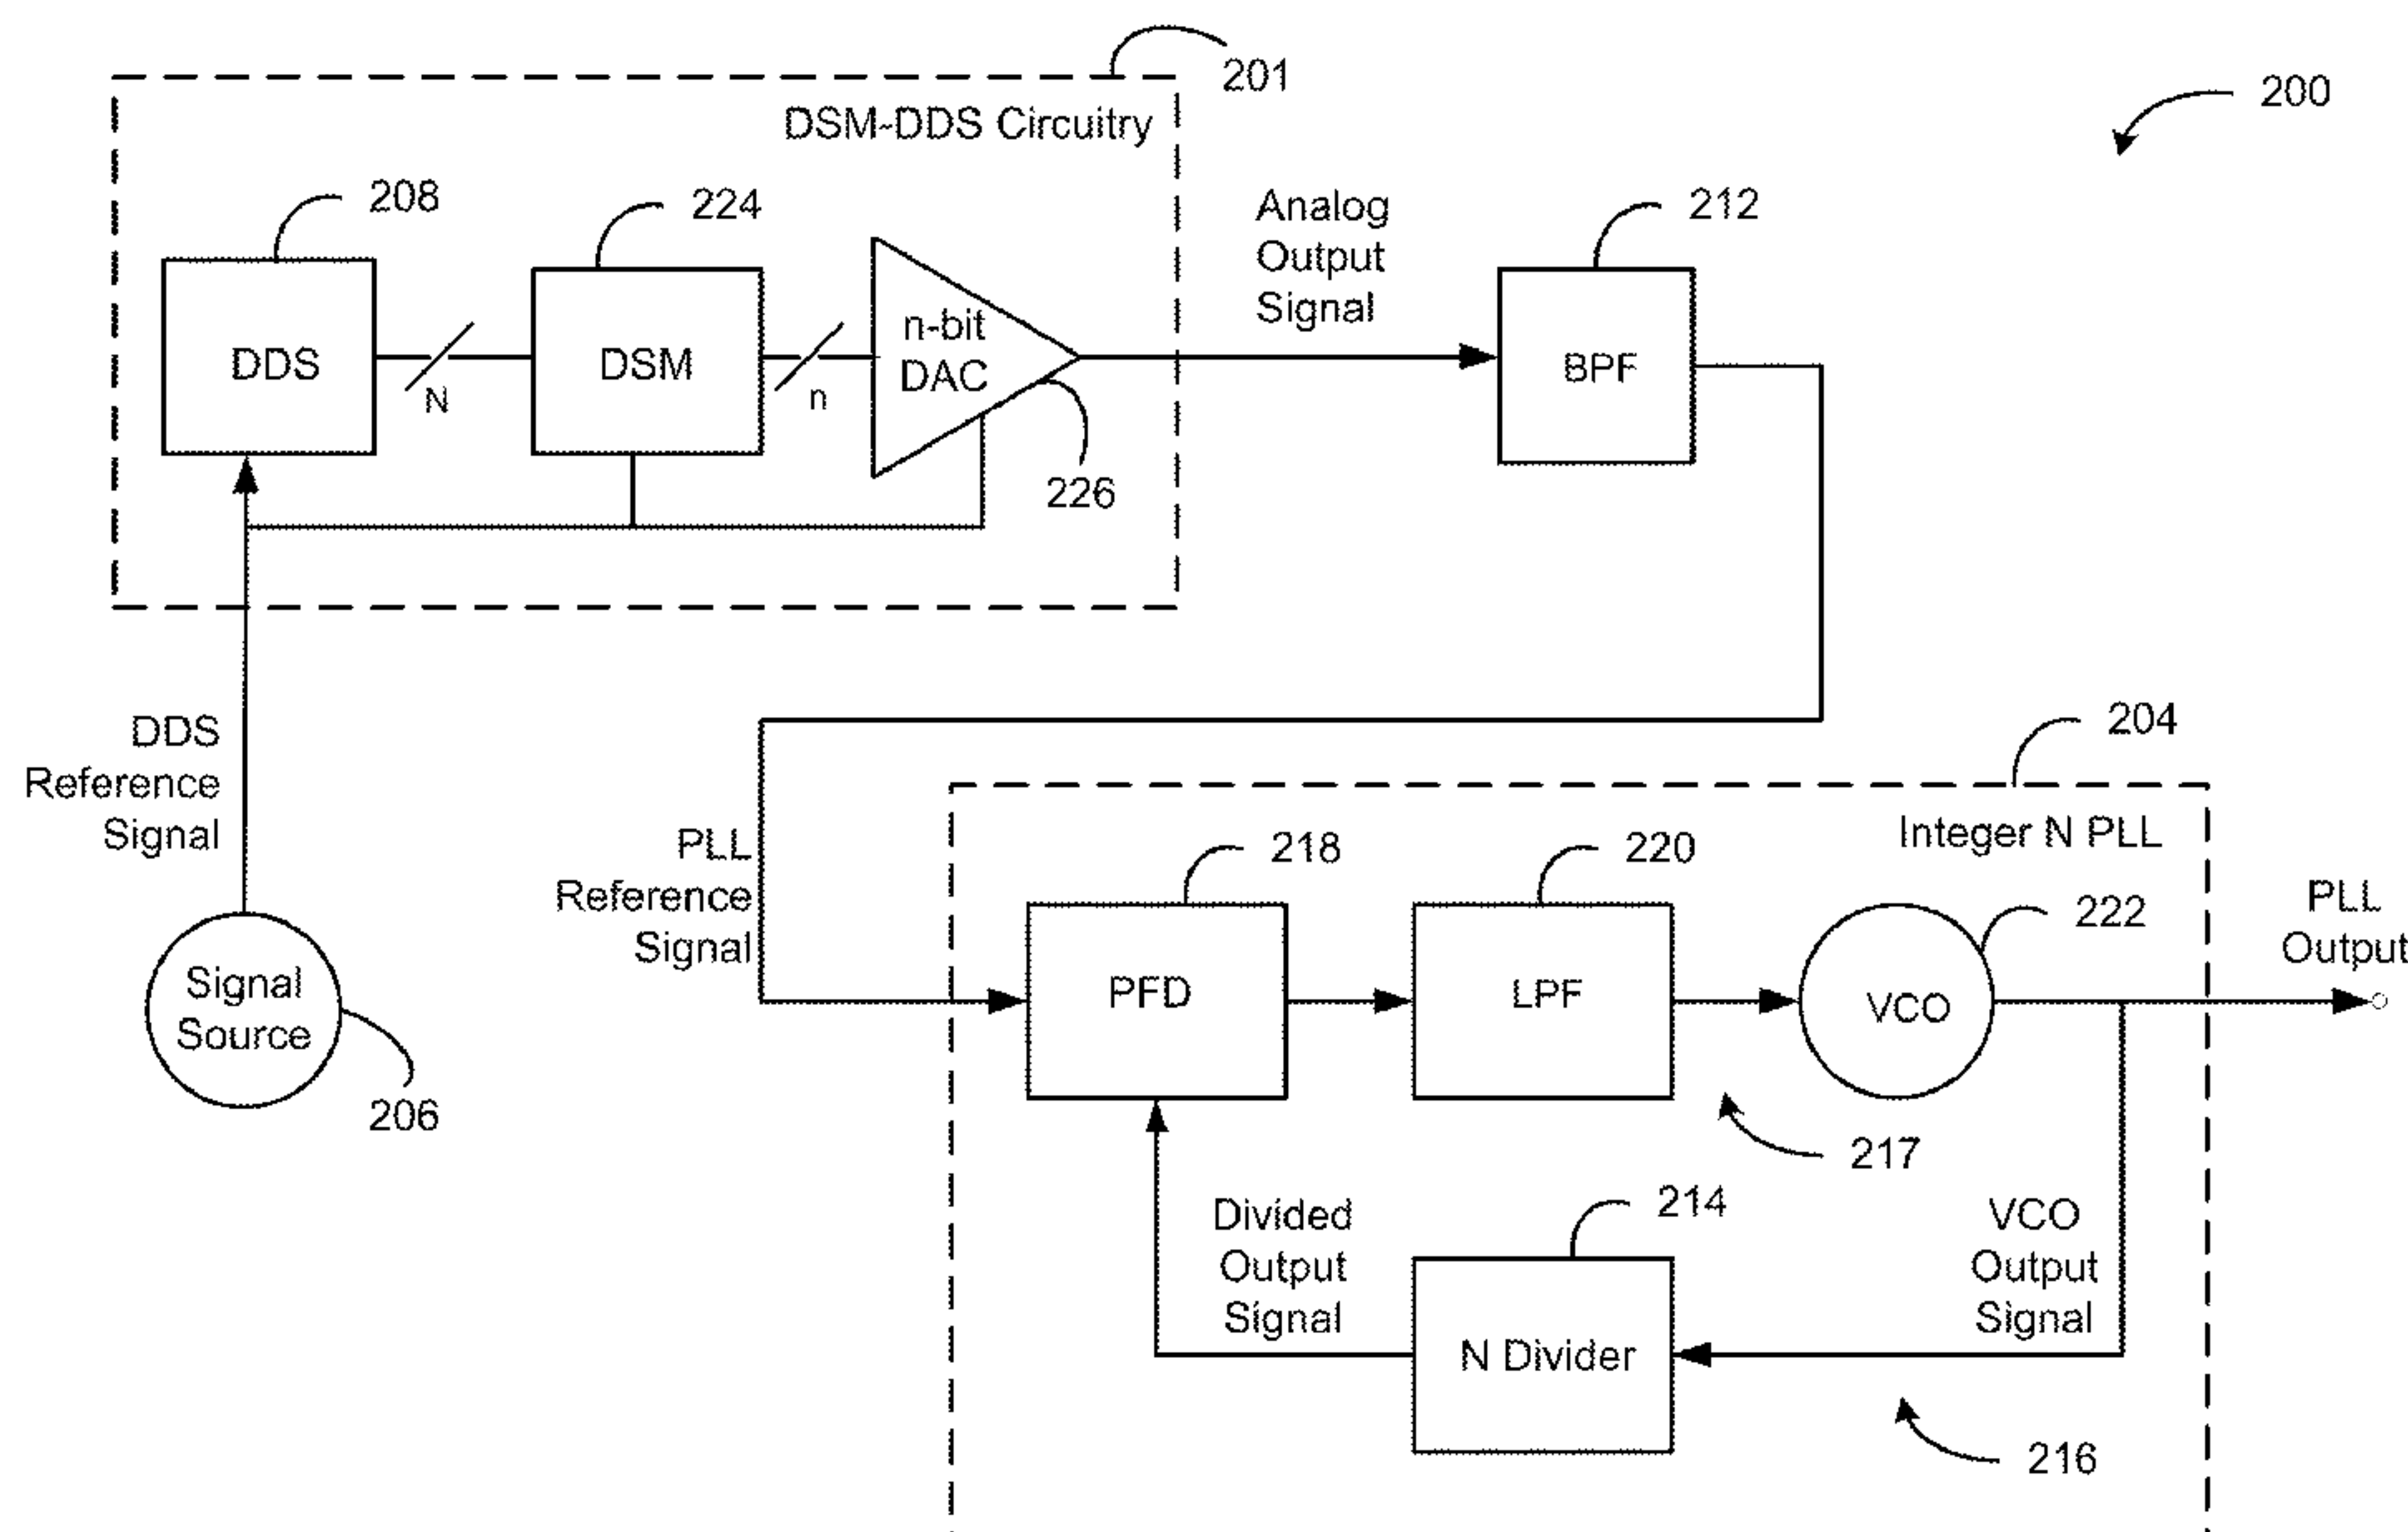 201
DSM-DDS Circuitry
200
208
224
212
Analog
Output
Signal
n-bit
DAC
DDS
DSM
BPF
N
n
226
DDS
Reference
Signal
204
Integer N PLL
PLL
Reference
Signal
218
220
222
PLL
Output
Signal
Source
PFD
LPF
VCO
206
217
214
Divided
Output
Signal
VCO
Output
Signal
N Divider
216